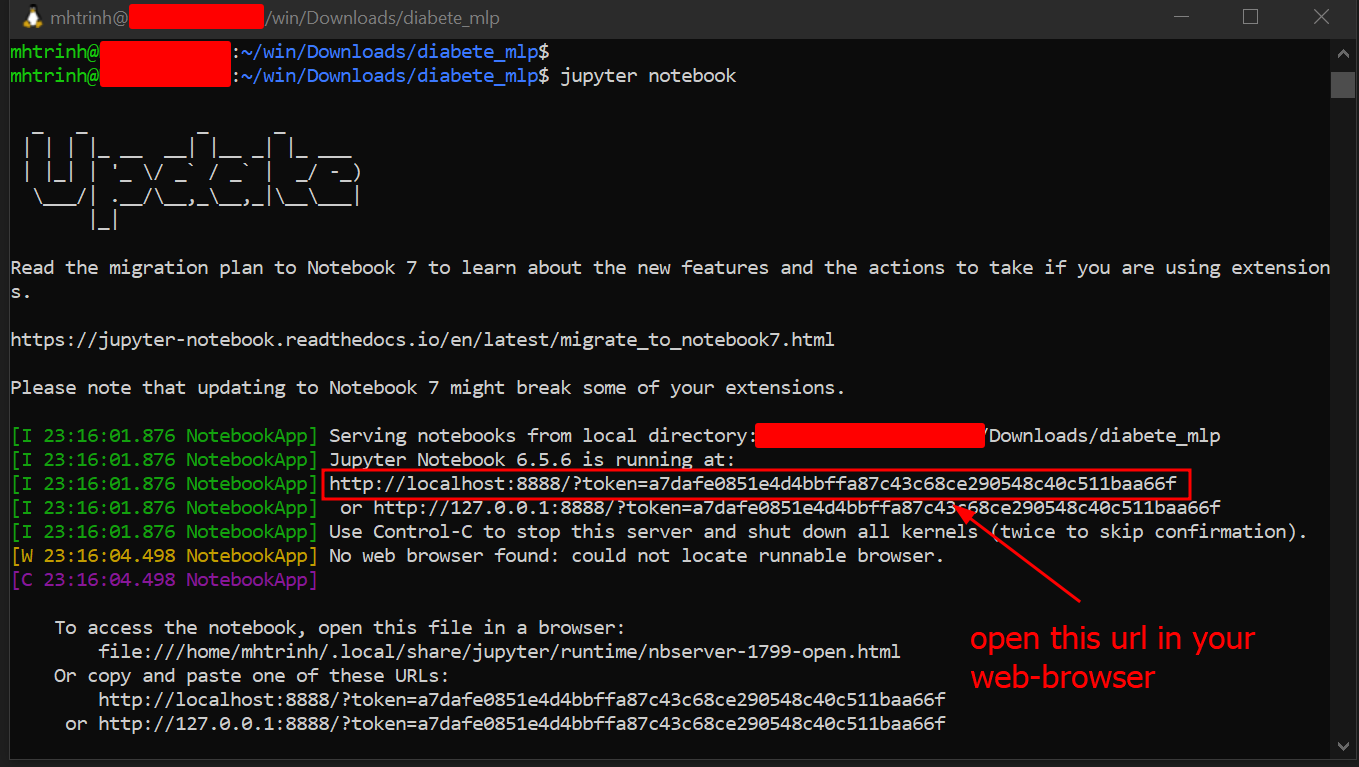 mhtrinh@ /win/Downloads/diabete_mlp
mhtrinh@ :~/win/Downloads/diabete_mlp$
mhtrinh@ :~/win/Downloads/diabete_mlp$ jupyter notebook
Update
Read the migration plan to Notebook 7 to learn about the new features and the actions to take if you are using extension
s.
https://jupyter-notebook.readthedocs.io/en/latest/migrate_to_notebook7.html
Please note that updating to Notebook 7 might break some of your extensions.
[I 23:16:01.876 NotebookApp] Serving notebooks from local directory: /Downloads/diabete_mlp
[I 23:16:01.876 NotebookApp] Jupyter Notebook 6.5.6 is running at:
[I 23:16:01.876 NotebookApp] http://localhost:8888/?token=a7dafe0851e4d4bbffa87c43c68ce290548c40c511baa66f
[I 23:16:01.876 NotebookApp]  or http://127.0.0.1:8888/?token=a7dafe0851e4d4bbffa87c43c68ce290548c40c511baa66f
[I 23:16:01.876 NotebookApp] Use Control-C to stop this server and shut down all kernels (twice to skip confirmation).
[W 23:16:04.498 NotebookApp] No web browser found: could not locate runnable browser.
[C 23:16:04.498 NotebookApp]
To access the notebook, open this file in a browser:
file:///home/mhtrinh/.local/share/jupyter/runtime/nbserver-1799-open.html
Or copy and paste one of these URLs:
http://localhost:8888/?token=a7dafe0851e4d4bbffa87c43c68ce290548c40c511baa66f
or http://127.0.0.1:8888/?token=a7dafe0851e4d4bbffa87c43c68ce290548c40c511baa66f
open this url in your
web-browser